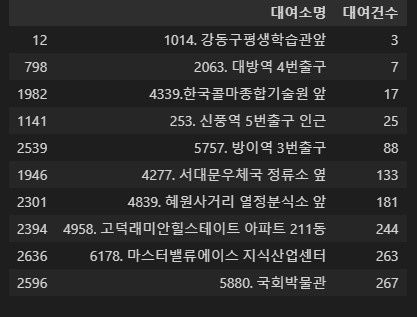 대여소명 대여건수
12 1014. 강동구평생학습관앞 3
798 2063. 대방역 4번출구 7
1982 4339.한국콜마종합기술원 앞 17
1141 253. 신풍역 5번출구 인근 25
2539 5757. 방이역 3번출구 88
1946 4277. 서대문우체국 정류소 옆 133
2301 4839. 혜원사거리 열정분식소 앞 181
2394 4958. 고덕래미안힐스테이트 아파트 211동 244
2636 6178. 마스터밸류에이스 지식산업센터 263
2596 5880. 국회박물관 267